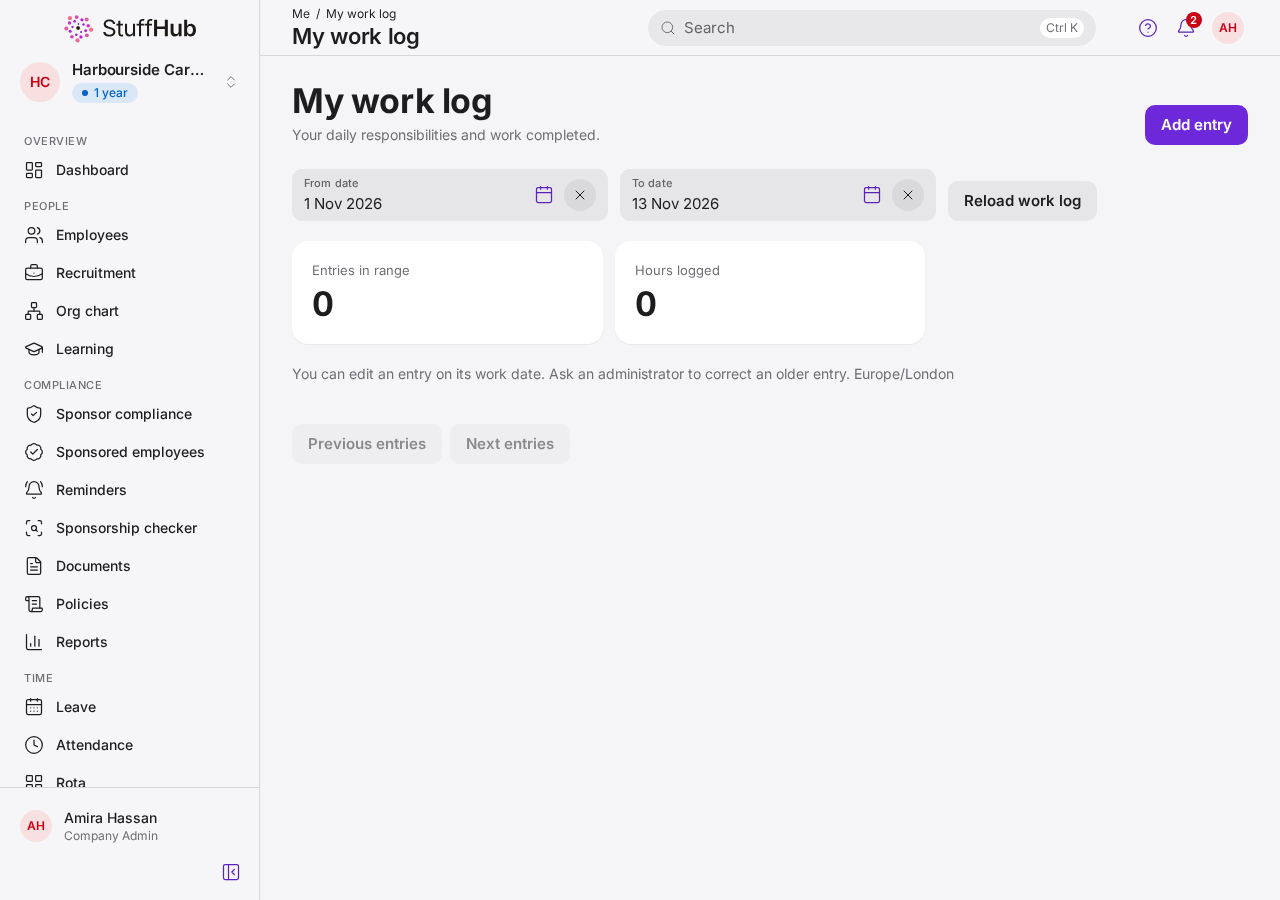 StuffHub
HC
Harbourside Car...
1 year
OVERVIEW
Dashboard
PEOPLE
Employees
Recruitment
Org chart
Learning
COMPLIANCE
Sponsor compliance
Sponsored employees
Reminders
Sponsorship checker
Documents
Policies
Reports
TIME
Leave
Attendance
Rota
AH
Amira Hassan
Company Admin
Me / My work log
My work log
Search
Ctrl K
2
AH
My work log
Your daily responsibilities and work completed.
Add entry
From date
1 Nov 2026
To date
13 Nov 2026
Reload work log
Entries in range
0
Hours logged
0
You can edit an entry on its work date. Ask an administrator to correct an older entry. Europe/London
Previous entries
Next entries